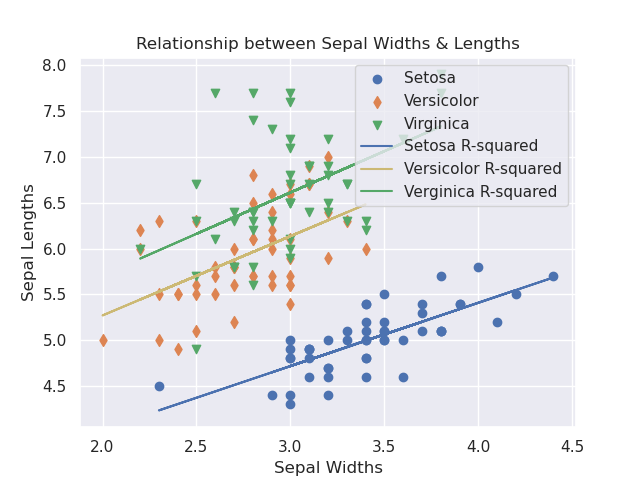 Relationship between Sepal Widths & Lengths
Setosa
Versicolor
Virginica
Setosa R-squared
Versicolor R-squared
Verginica R-squared
Sepal Lengths
8.0
7.5
7.0
6.5
6.0
5.5
5.0
4.5
2.0 2.5 3.0 3.5 4.0 4.5
Sepal Widths